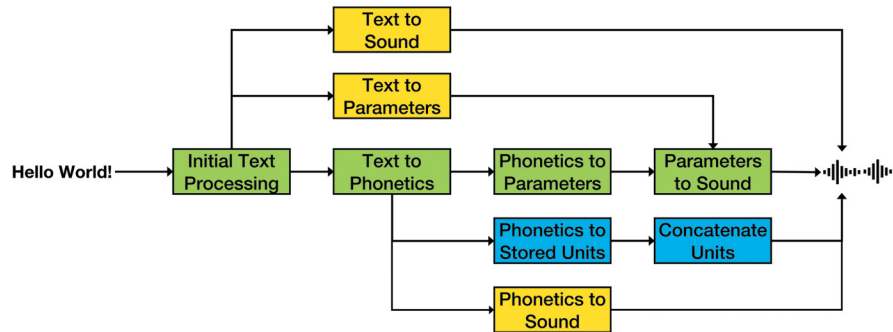 Text to
Sound
Text to
Parameters
Hello World!
Initial Text
Processing
Text to
Phonetics
Phonetics to
Parameters
Parameters
to Sound
Phonetics to
Stored Units
Concatenate
Units
Phonetics to
Sound